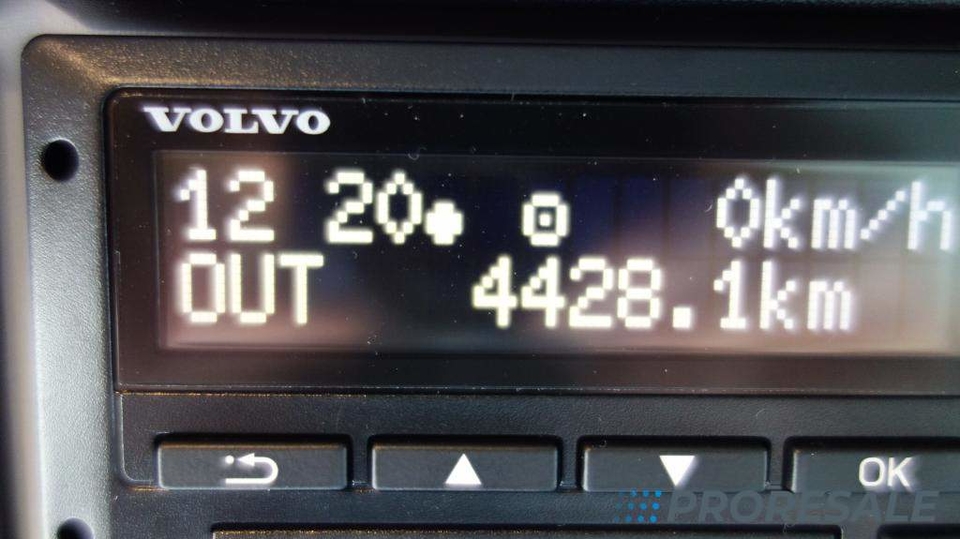 VOLVO
12 20 0km/h
OUT 4428.1km
OK
PRORESALE